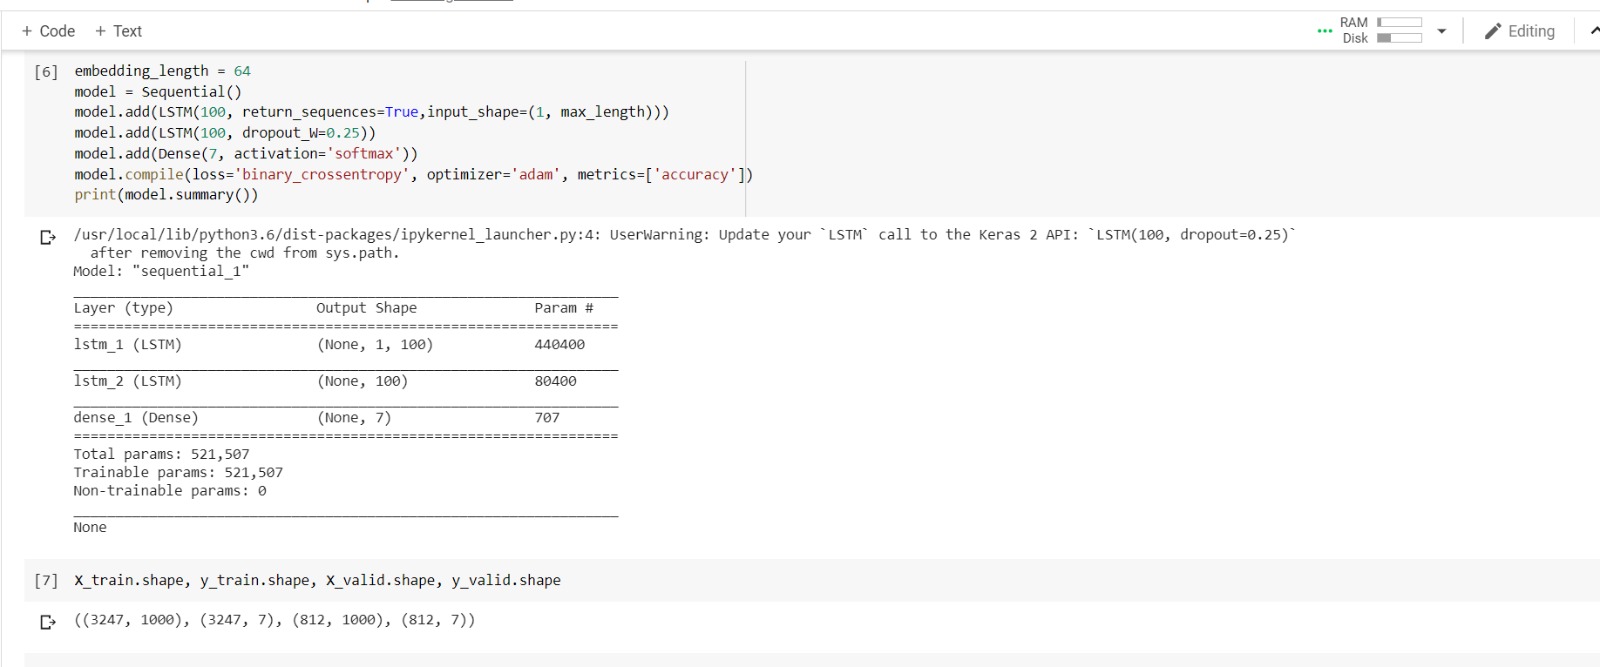 + Code + Text
RAM
Disk
Editing
[6] embedding_length = 64
model = Sequential()
model.add(LSTM(100, return_sequences=True,input_shape=(1, max_length)))
model.add(LSTM(100, dropout_W=0.25))
model.add(Dense(7, activation='softmax'))
model.compile(loss='binary_crossentropy', optimizer='adam', metrics=['accuracy'])
print(model.summary())
/usr/local/lib/python3.6/dist-packages/ipykernel_launcher.py:4: UserWarning: Update your `LSTM` call to the Keras 2 API: `LSTM(100, dropout=0.25)`
after removing the cwd from sys.path.
Model: "sequential_1"
Layer (type) Output Shape Param #
=================================================================
lstm_1 (LSTM) (None, 1, 100) 440400
lstm_2 (LSTM) (None, 100) 80400
dense_1 (Dense) (None, 7) 707
=================================================================
Total params: 521,507
Trainable params: 521,507
Non-trainable params: 0
None
[7] X_train.shape, y_train.shape, X_valid.shape, y_valid.shape
((3247, 1000), (3247, 7), (812, 1000), (812, 7))